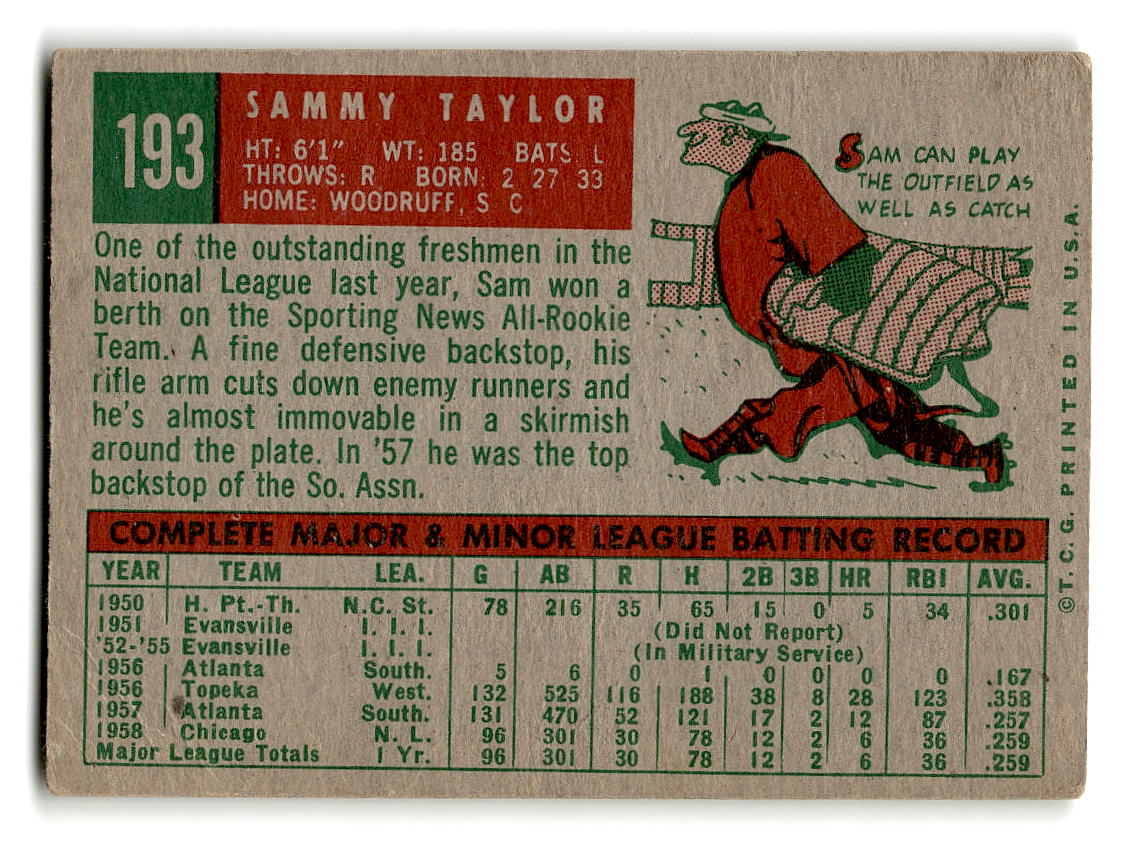 193
SAMMY TAYLOR
HT: 6'1" WT: 185 BATS: L
THROWS: R BORN: 2 27 33
HOME: WOODRUFF, S C
SAM CAN PLAY
THE OUTFIELD AS
WELL AS CATCH
One of the outstanding freshmen in the
National League last year, Sam won a
berth on the Sporting News All-Rookie
Team. A fine defensive backstop, his
rifle arm cuts down enemy runners and
he's almost immovable in a skirmish
around the plate. In '57 he was the top
backstop of the So. Assn.
COMPLETE MAJOR & MINOR LEAGUE BATTING RECORD
YEAR TEAM LEA. G AB R H 2B 3B HR RBI AVG.
1950 H. Pt.-Th. N.C. St. 78 216 35 65 15 0 5 34 .301
1951 Evansville I. I. I. (Did Not Report)
'52-'55 Evansville I. I. I. (In Military Service)
1956 Atlanta South. 5 6 0 1 0 0 0 0 .167
1956 Topeka West. 132 525 116 188 38 8 28 123 .358
1957 Atlanta South. 131 470 52 121 17 2 12 87 .257
1958 Chicago N. L. 96 301 30 78 12 2 6 36 .259
Major League Totals 1 Yr. 96 301 30 78 12 2 6 36 .259
©T. C. G. PRINTED IN U.S.A.